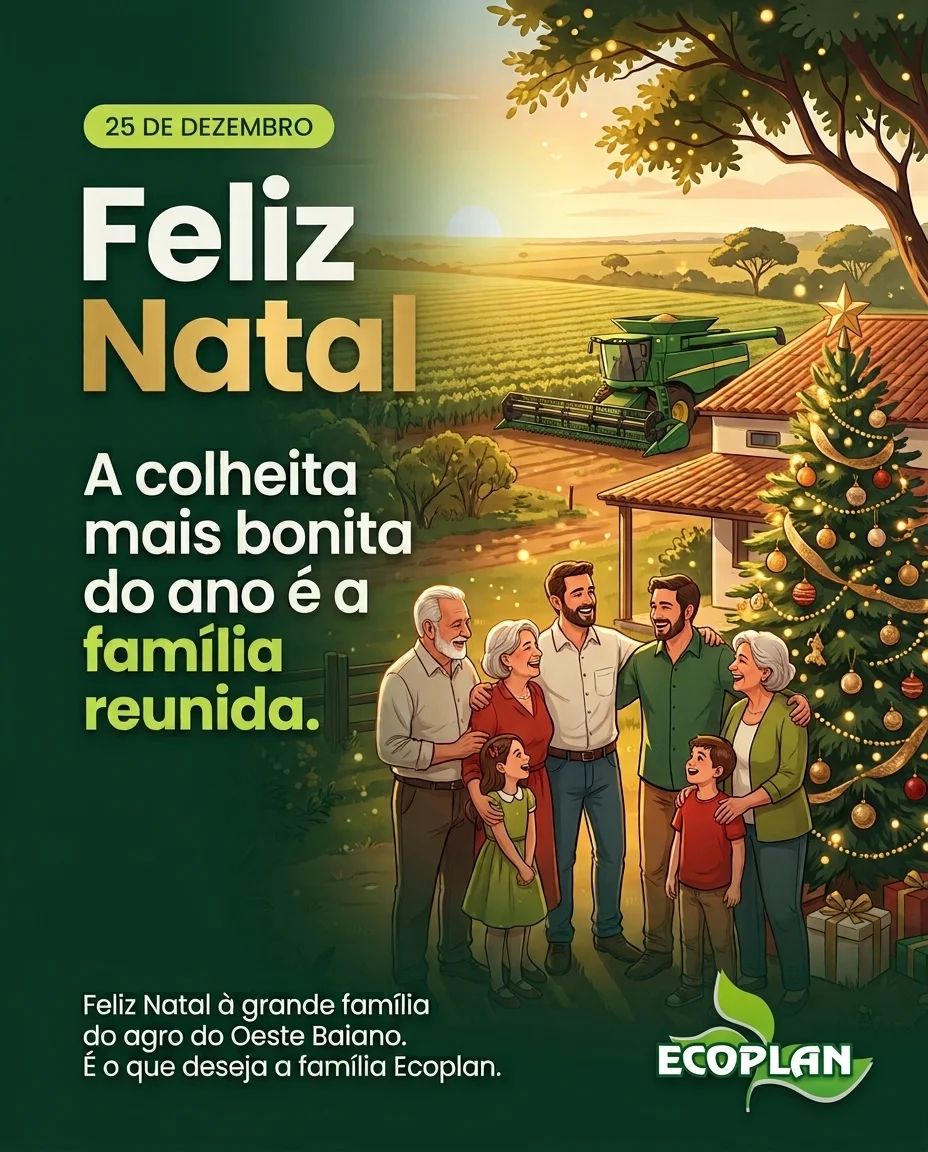 25 DE DEZEMBRO
Feliz
Natal
A colheita
mais bonita
do ano é a
família
reunida.
Feliz Natal à grande família
do agro do Oeste Baiano.
É o que deseja a família Ecoplan.
ECOPLAN